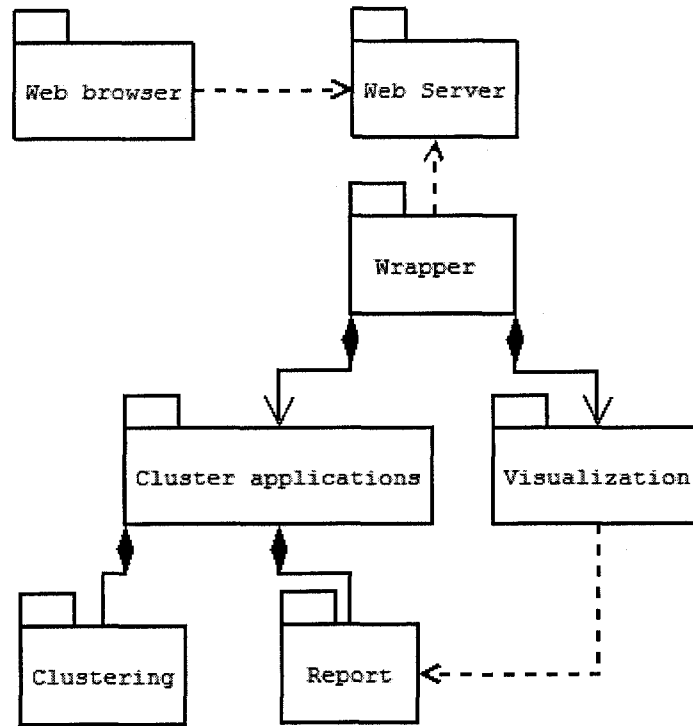 Web browser
Web Server
Wrapper
Cluster applications
Visualization
Clustering
Report